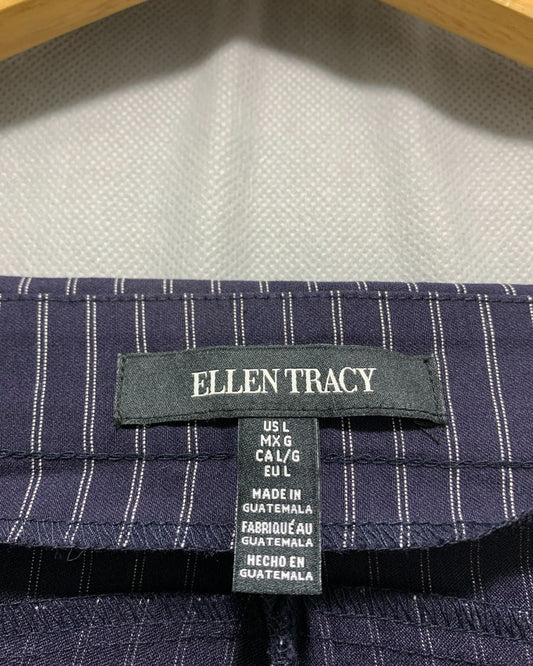 ELLEN TRACY
US L
MX G
CA L/G
EU L
MADE IN
GUATEMALA
FABRIQUÉ AU
GUATEMALA
HECHO EN
GUATEMALA